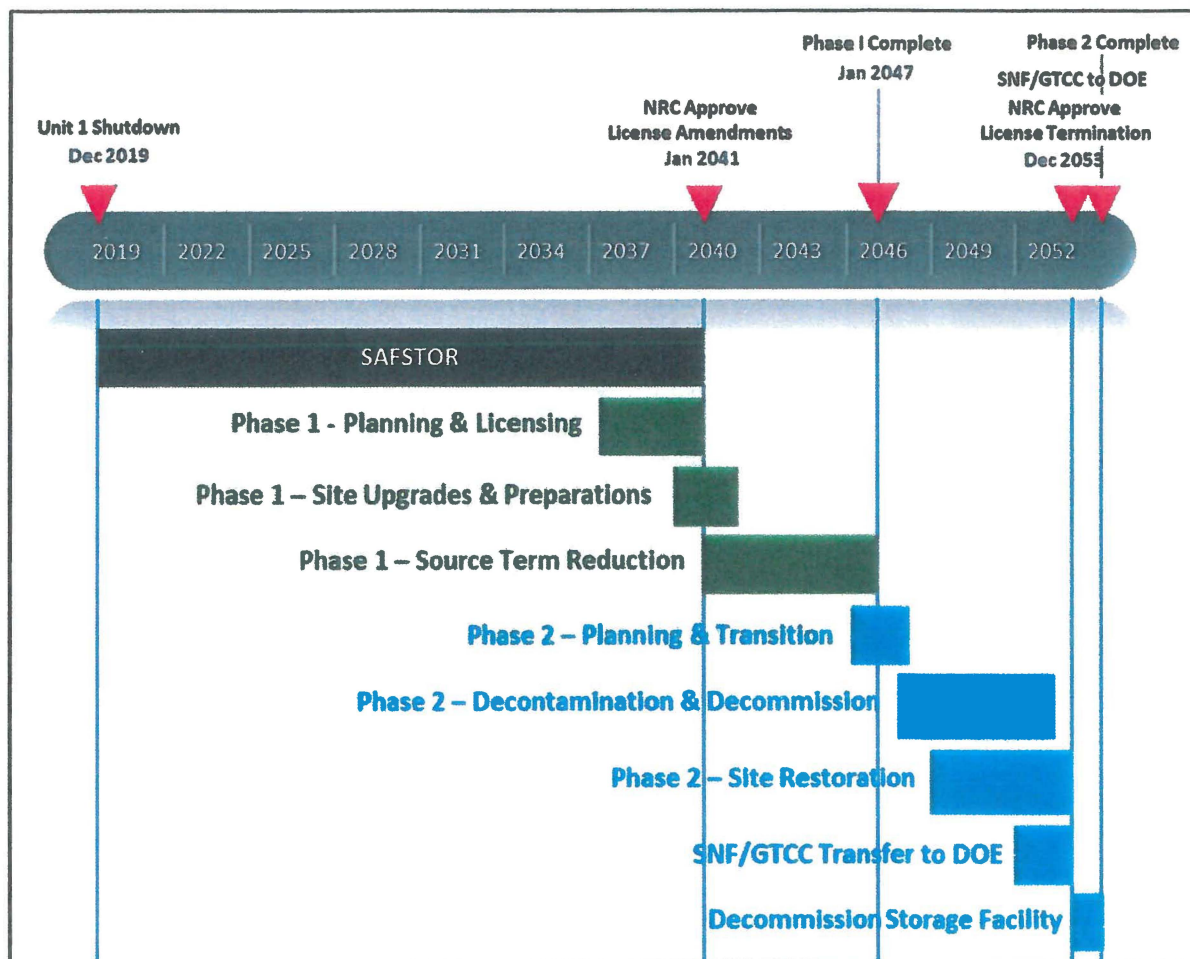 Phase I Complete
Jan 2047
Phase 2 Complete
SNF/GTCC to DOE
NRC Approve
License Termination
Dec 2053
Unit 1 Shutdown
Dec 2019
NRC Approve
License Amendments
Jan 2041
2019 2022 2025 2028 2031 2034 2037 2040 2043 2046 2049 2052
SAFSTOR
Phase 1 - Planning & Licensing
Phase 1 – Site Upgrades & Preparations
Phase 1 – Source Term Reduction
Phase 2 – Planning & Transition
Phase 2 – Decontamination & Decommission
Phase 2 – Site Restoration
SNF/GTCC Transfer to DOE
Decommission Storage Facility